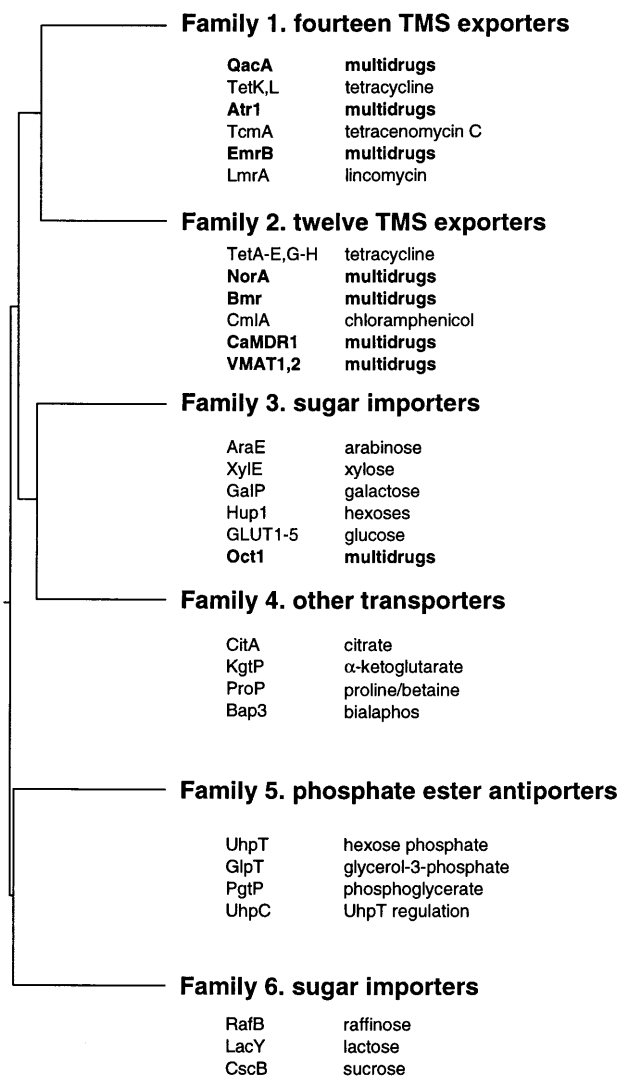 Family 1. fourteen TMS exporters
QacA multidrugs
TetK,L tetracycline
Atr1 multidrugs
TcmA tetracenomycin C
EmrB multidrugs
LmrA lincomycin
Family 2. twelve TMS exporters
TetA-E,G-H tetracycline
NorA multidrugs
Bmr multidrugs
CmlA chloramphenicol
CaMDR1 multidrugs
VMAT1,2 multidrugs
Family 3. sugar importers
AraE arabinose
XylE xylose
GalP galactose
Hup1 hexoses
GLUT1-5 glucose
Oct1 multidrugs
Family 4. other transporters
CitA citrate
KgtP α-ketoglutarate
ProP proline/betaine
Bap3 bialaphos
Family 5. phosphate ester antiporters
UhpT hexose phosphate
GlpT glycerol-3-phosphate
PgtP phosphoglycerate
UhpC UhpT regulation
Family 6. sugar importers
RafB raffinose
LacY lactose
CscB sucrose